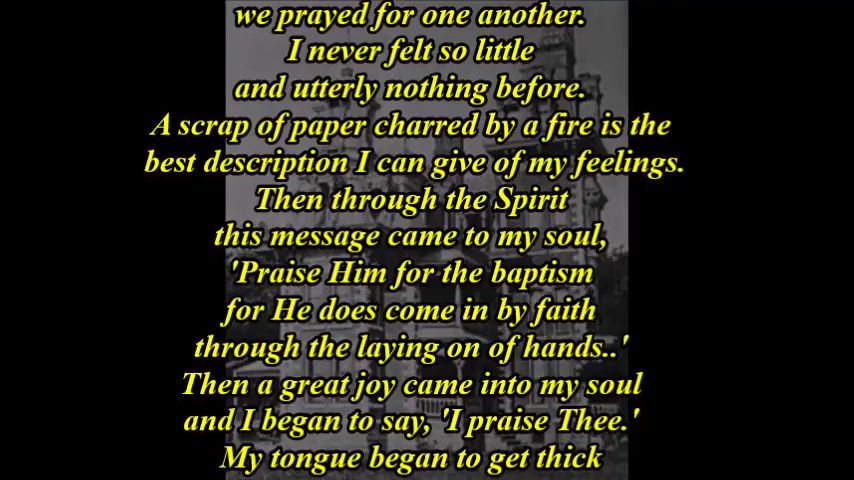 we prayed for one another.
I never felt so little
and utterly nothing before.
A scrap of paper charred by a fire is the
best description I can give of my feelings.
Then through the Spirit
this message came to my soul,
'Praise Him for the baptism
for He does come in by faith
through the laying on of hands..'
Then a great joy came into my soul
and I began to say, 'I praise Thee.'
My tongue began to get thick